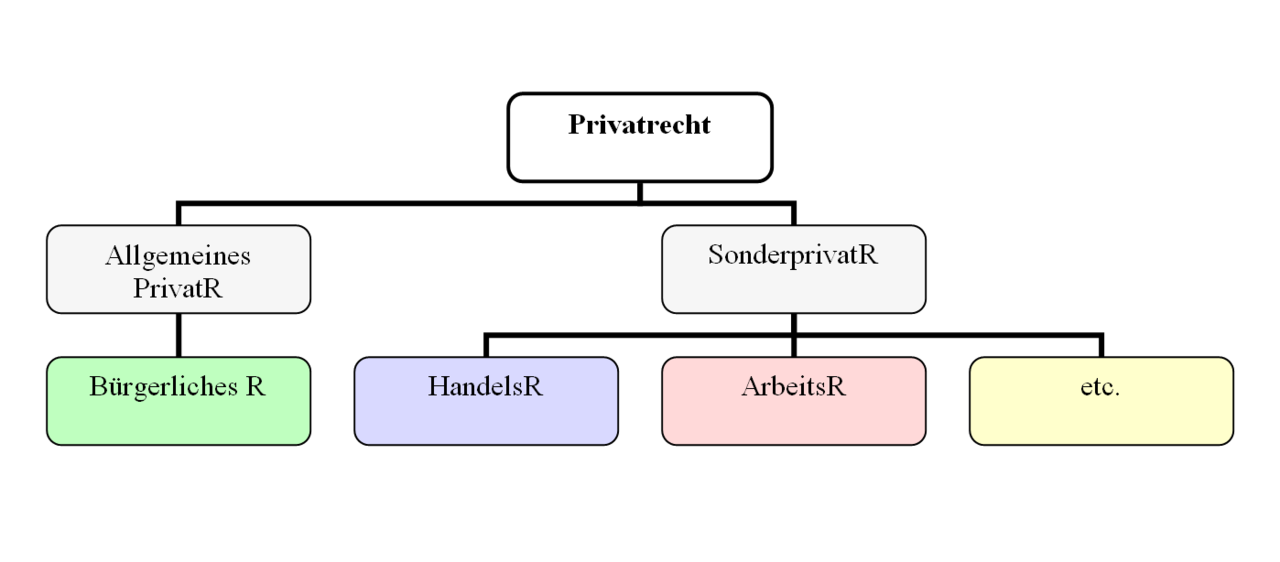 Privatrecht
Allgemeines
PrivatR
SonderprivatR
Bürgerliches R
HandelsR
ArbeitsR
etc.